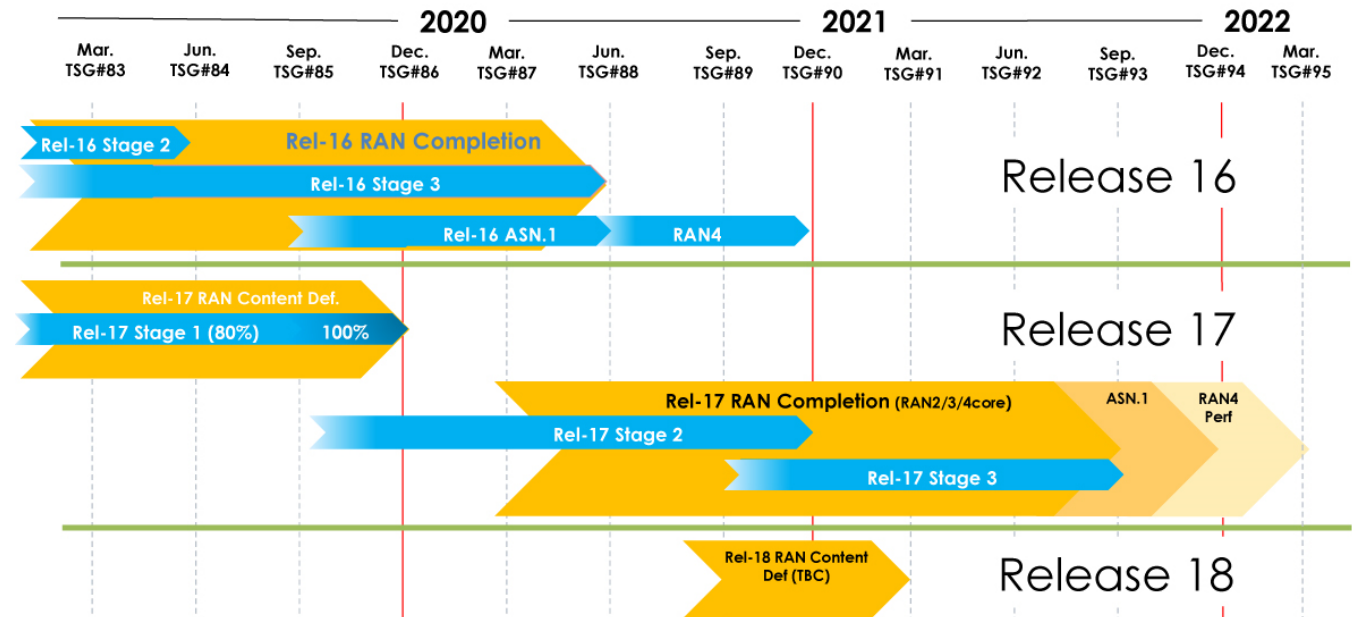 2020 2021 2022
Mar. Jun. Sep. Dec. Mar. Jun. Sep. Dec. Mar. Jun. Sep. Dec. Mar.
TSG#83 TSG#84 TSG#85 TSG#86 TSG#87 TSG#88 TSG#89 TSG#90 TSG#91 TSG#92 TSG#93 TSG#94 TSG#95
Rel-16 Stage 2
Rel-16 RAN Completion
Rel-16 Stage 3
Release 16
Rel-16 ASN.1
RAN4
Rel-17 RAN Content Def.
Rel-17 Stage 1 (80%) 100%
Release 17
Rel-17 RAN Completion (RAN2/3/4core)
ASN.1
RAN4
Perf
Rel-17 Stage 2
Rel-17 Stage 3
Rel-18 RAN Content
Def (TBC)
Release 18